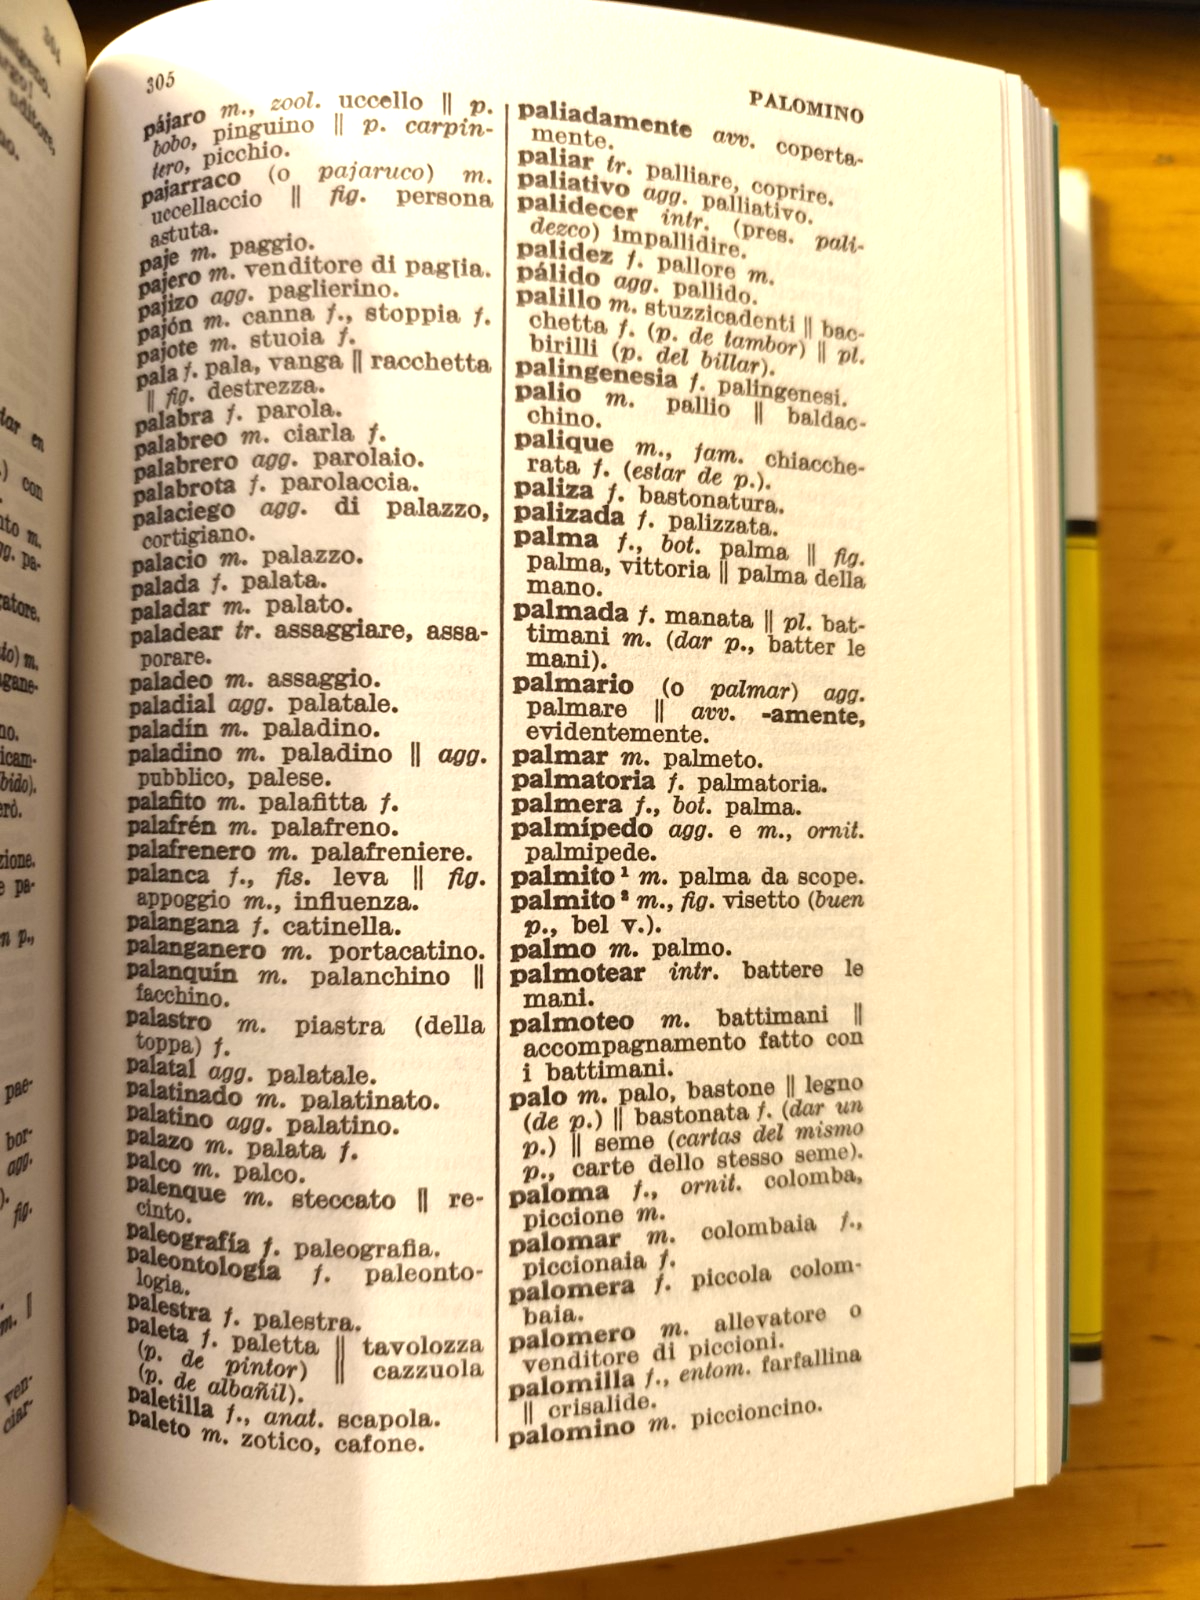 305
PALOMINO
pájaro m., zool. uccello ‖ p.
bobo, pinguino ‖ p. carpin-
tero, picchio.
pajarraco (o pajaruco) m.
uccellaccio ‖ fig. persona
astuta.
paje m. paggio.
pajero m. venditore di paglia.
pajizo agg. paglierino.
pajón m. canna f., stoppia f.
pajote m. stuoia f.
pala f. pala, vanga ‖ racchetta
‖ fig. destrezza.
palabra f. parola.
palabreo m. ciarla f.
palabrero agg. parolaio.
palabrota f. parolaccia.
palaciego agg. di palazzo,
cortigiano.
palacio m. palazzo.
palada f. palata.
paladar m. palato.
paladear tr. assaggiare, assa-
porare.
paladeo m. assaggio.
paladial agg. palatale.
paladín m. paladino.
paladino m. paladino ‖ agg.
pubblico, palese.
palafito m. palafitta f.
palafrén m. palafreno.
palafrenero m. palafreniere.
palanca f., fis. leva ‖ fig.
appoggio m., influenza.
palangana f. catinella.
palanganero m. portacatino.
palanquín m. palanchino ‖
facchino.
palastro m. piastra (della
toppa) f.
palatal agg. palatale.
palatinado m. palatinato.
palatino agg. palatino.
palazo m. palata f.
palco m. palco.
palenque m. steccato ‖ re-
cinto.
paleografía f. paleografia.
paleontología f. paleonto-
logia.
palestra f. palestra.
paleta f. paletta ‖ tavolozza
(p. de pintor) ‖ cazzuola
(p. de albañil).
paletilla f., anat. scapola.
paleto m. zotico, cafone.
paliadamente avv. coperta-
mente.
paliar tr. palliare, coprire.
paliativo agg. palliativo.
palidecer intr. (pres. pali-
dezco) impallidire.
palidez f. pallore m.
pálido agg. pallido.
palillo m. stuzzicadenti ‖ bac-
chetta f. (p. de tambor) ‖ pl.
birilli (p. del billar).
palingenesia f. palingenesi.
palio m. pallio ‖ baldac-
chino.
palique m., fam. chiacche-
rata f. (estar de p.).
paliza f. bastonatura.
palizada f. palizzata.
palma f., bot. palma ‖ fig.
palma, vittoria ‖ palma della
mano.
palmada f. manata ‖ pl. bat-
timani m. (dar p., batter le
mani).
palmario (o palmar) agg.
palmare ‖ avv. -amente,
evidentemente.
palmar m. palmeto.
palmatoria f. palmatoria.
palmera f., bot. palma.
palmípedo agg. e m., ornit.
palmipede.
palmito¹ m. palma da scope.
palmito² m., fig. visetto (buen
p., bel v.).
palmo m. palmo.
palmotear intr. battere le
mani.
palmoteo m. battimani ‖
accompagnamento fatto con
i battimani.
palo m. palo, bastone ‖ legno
(de p.) ‖ bastonata f. (dar un
p.) ‖ seme (cartas del mismo
p., carte dello stesso seme).
paloma f., ornit. colomba,
piccione m.
palomar m. colombaia f.,
piccionaia f.
palomera f. piccola colom-
baia.
palomero m. allevatore o
venditore di piccioni.
palomilla f., entom. farfallina
‖ crisalide.
palomino m. piccioncino.